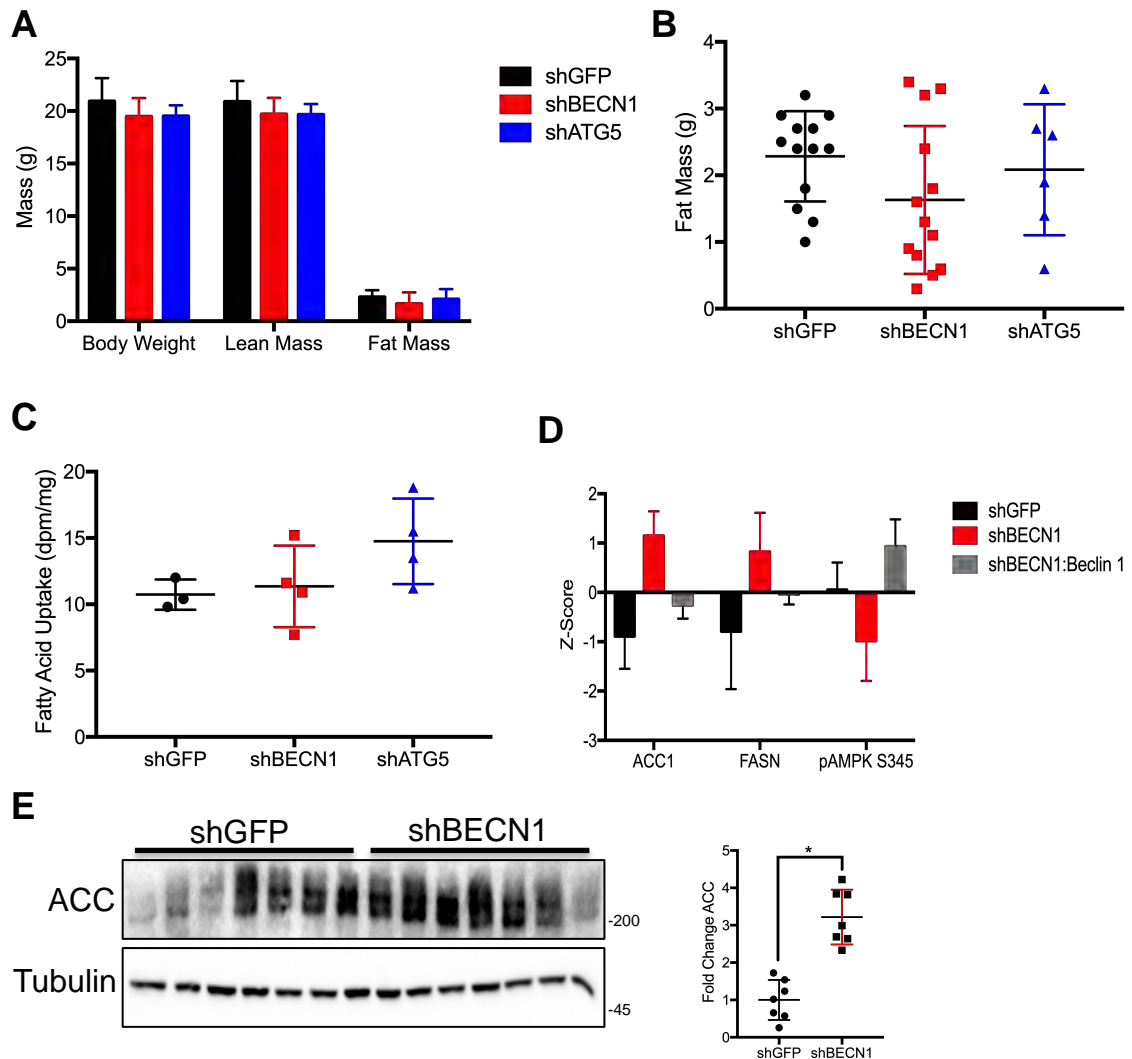 A
25
20
15
10
5
0
Mass (g)
Body Weight
Lean Mass
Fat Mass
shGFP
shBECN1
shATG5
B
4
3
2
1
0
Fat Mass (g)
shGFP
shBECN1
shATG5
C
20
15
10
5
0
Fatty Acid Uptake (dpm/mg)
shGFP
shBECN1
shATG5
D
2
1
0
-1
-2
-3
Z-Score
ACC1
FASN
pAMPK S345
shGFP
shBECN1
shBECN1:Beclin 1
E
shGFP
shBECN1
ACC
-200
Tubulin
-45
5
4
3
2
1
0
Fold Change ACC
*
shGFP
shBECN1